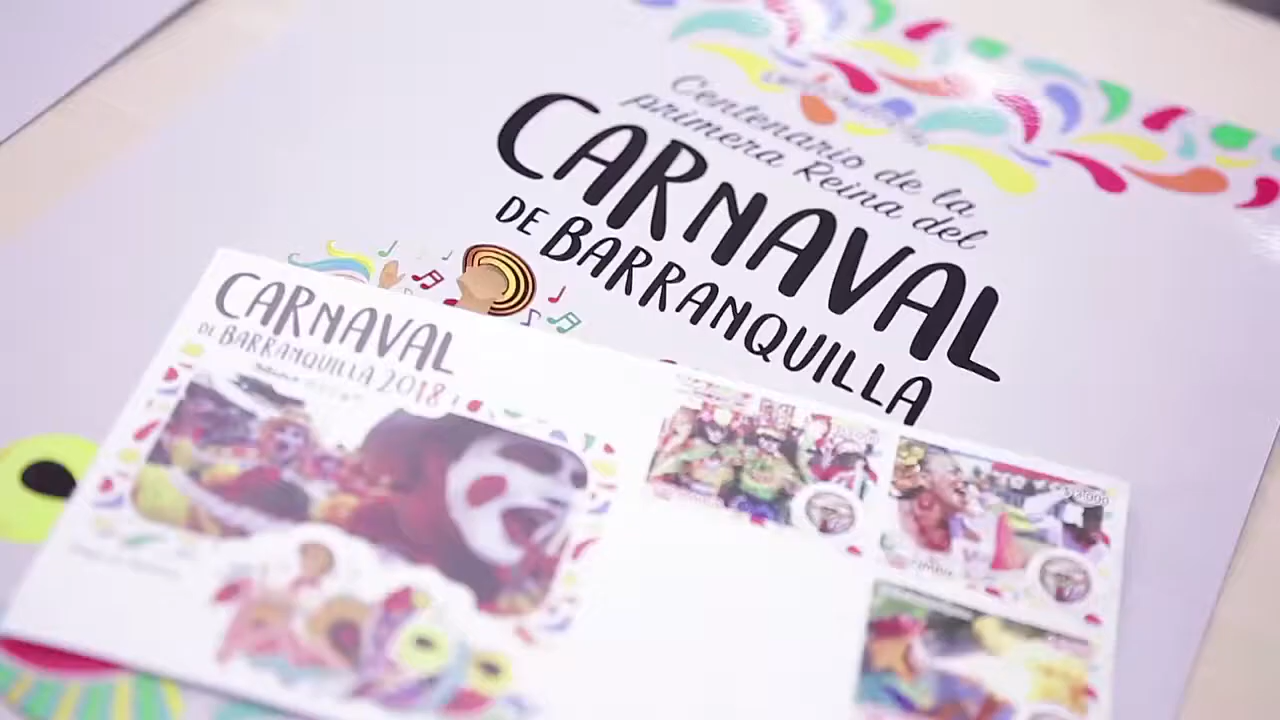 Centenario de la
primera Reina del
CARNAVAL
DE BARRANQUILLA
CARNAVAL
DE BARRANQUILLA 2018